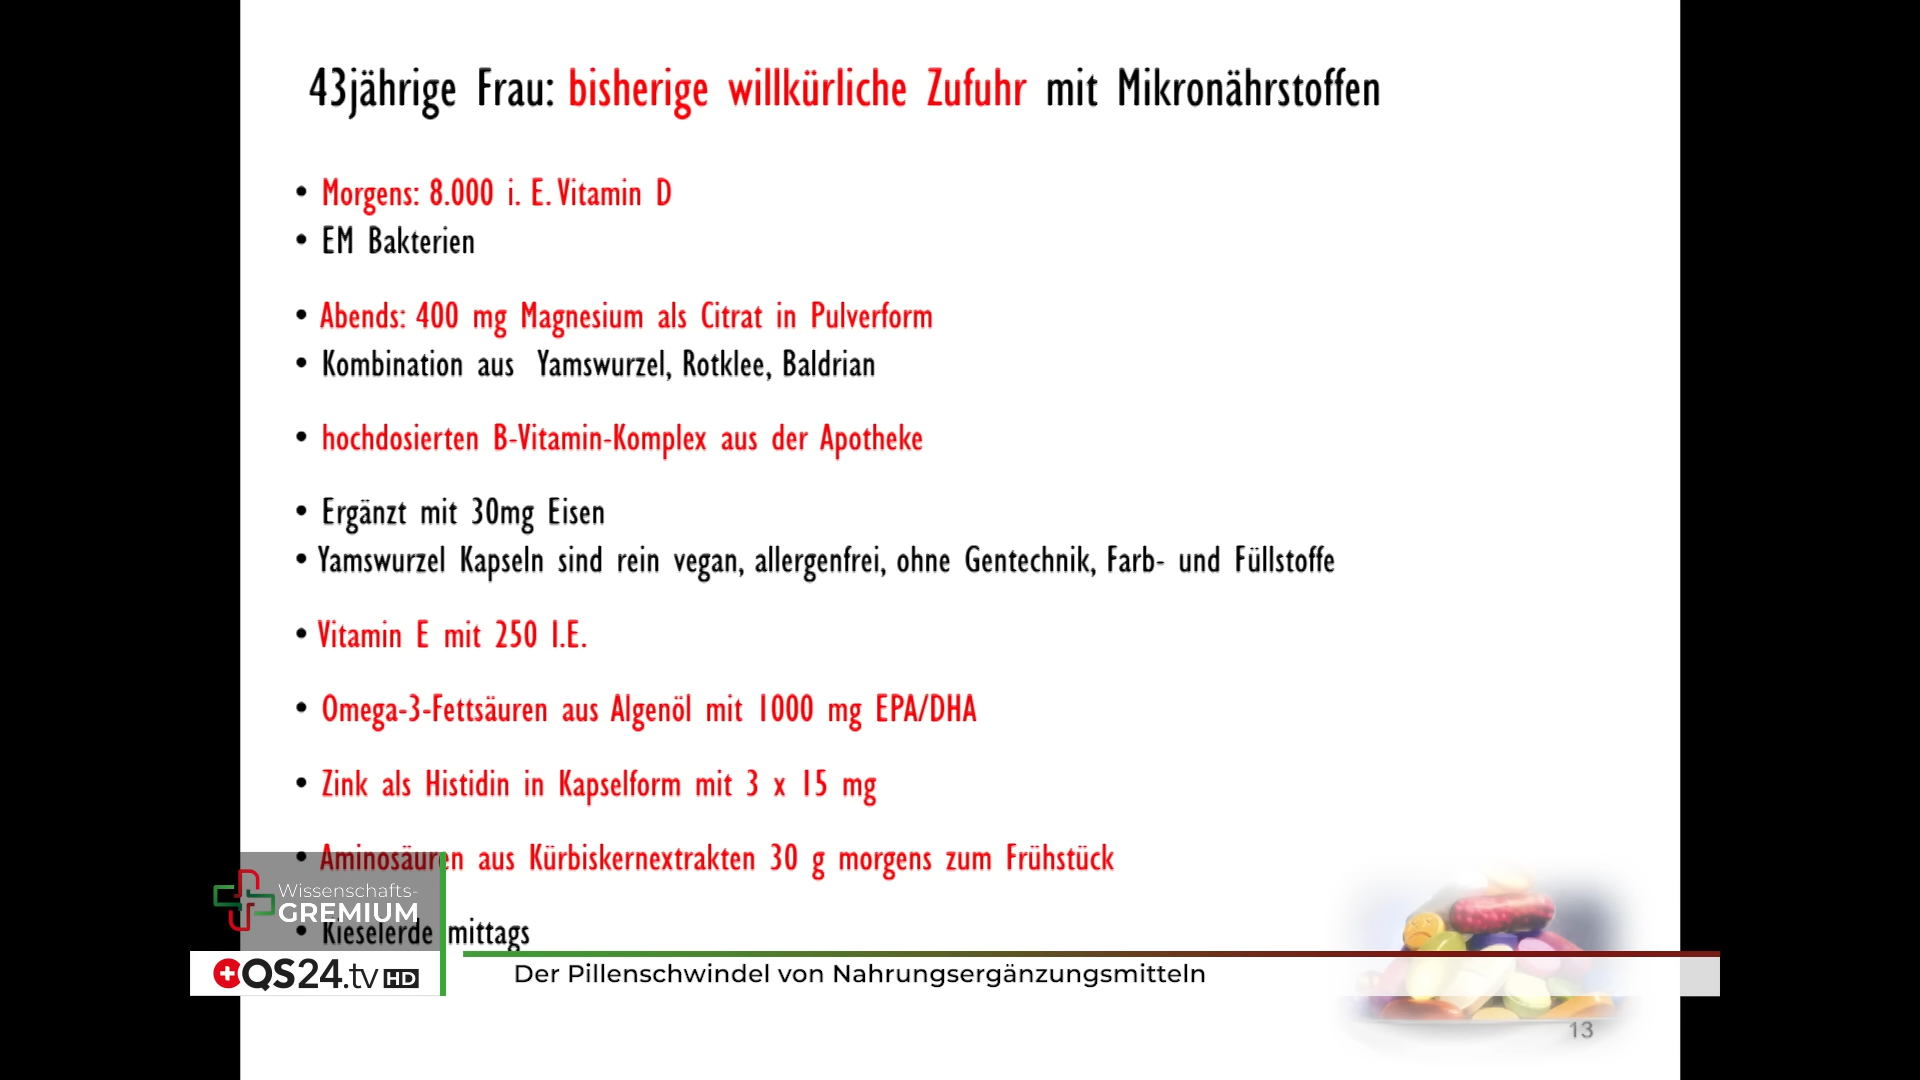 43jährige Frau: bisherige willkürliche Zufuhr mit Mikronährstoffen
• Morgens: 8.000 i. E. Vitamin D
• EM Bakterien
• Abends: 400 mg Magnesium als Citrat in Pulverform
• Kombination aus Yamswurzel, Rotklee, Baldrian
• hochdosierten B-Vitamin-Komplex aus der Apotheke
• Ergänzt mit 30mg Eisen
• Yamswurzel Kapseln sind rein vegan, allergenfrei, ohne Gentechnik, Farb- und Füllstoffe
• Vitamin E mit 250 I.E.
• Omega-3-Fettsäuren aus Algenöl mit 1000 mg EPA/DHA
• Zink als Histidin in Kapselform mit 3 x 15 mg
• Aminosäuren aus Kürbiskernextrakten 30 g morgens zum Frühstück
• Kieselerde mittags
Wissenschafts-
GREMIUM
QS24.tv HD
Der Pillenschwindel von Nahrungsergänzungsmitteln
13